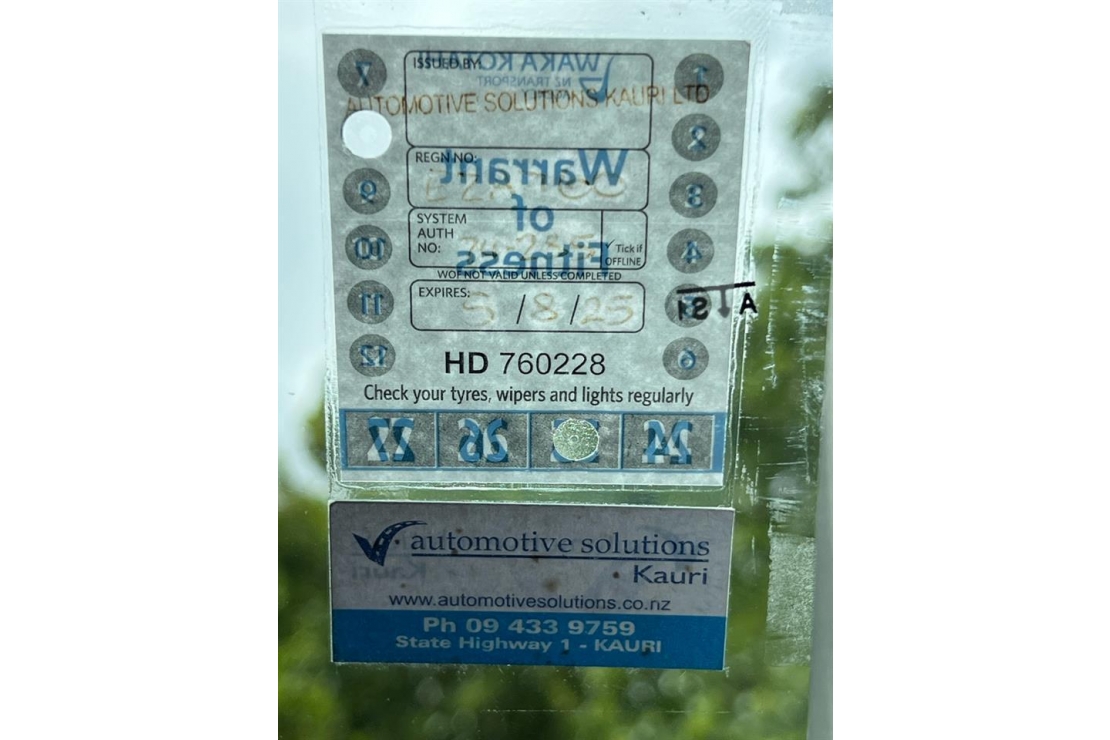 ISSUED BY:
WAKA KOTAHI
NZ TRANSPORT
AUTOMOTIVE SOLUTIONS KAURI LTD
REGN NO:
Warrant
of
Fitness
SYSTEM
AUTH
NO:
✓ Tick if
OFFLINE
WOF NOT VALID UNLESS COMPLETED
EXPIRES: 5/8/25
HD 760228
Check your tyres, wipers and lights regularly
7 1
2
9 3
10 4
11
12 6
27 26 24
automotive solutions
Kauri
www.automotivesolutions.co.nz
Ph 09 433 9759
State Highway 1 - KAURI